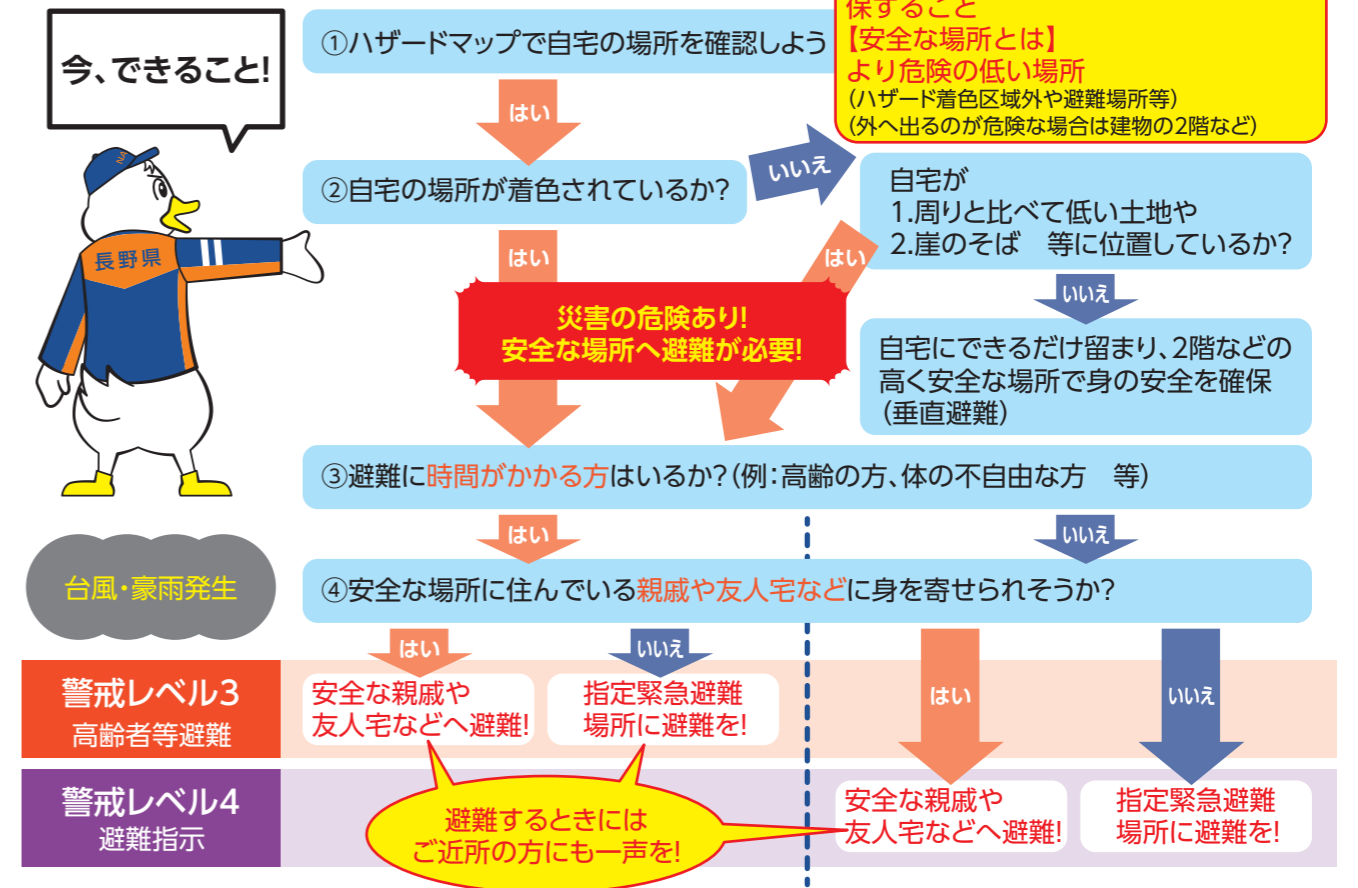 保すること
【安全な場所とは】
より危険の低い場所
(ハザード着色区域外や避難場所等)
(外へ出るのが危険な場合は建物の2階など)
今、できること!
①ハザードマップで自宅の場所を確認しよう
はい
②自宅の場所が着色されているか?
いいえ
自宅が
1.周りと比べて低い土地や
2.崖のそば　等に位置しているか?
はい
はい
いいえ
NA
長野県
災害の危険あり!
安全な場所へ避難が必要!
自宅にできるだけ留まり、2階などの
高く安全な場所で身の安全を確保
(垂直避難)
③避難に時間がかかる方はいるか?(例:高齢の方、体の不自由な方　等)
はい
いいえ
台風・豪雨発生
④安全な場所に住んでいる親戚や友人宅などに身を寄せられそうか?
はい
いいえ
はい
いいえ
警戒レベル3
高齢者等避難
安全な親戚や
友人宅などへ避難!
指定緊急避難
場所に避難を!
警戒レベル4
避難指示
避難するときには
ご近所の方にも一声を!
安全な親戚や
友人宅などへ避難!
指定緊急避難
場所に避難を!